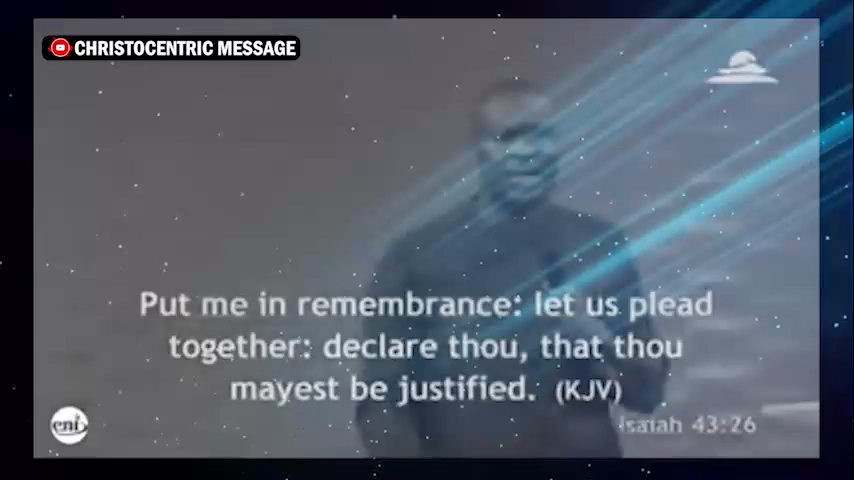 CHRISTOCENTRIC MESSAGE
Put me in remembrance: let us plead
together: declare thou, that thou
mayest be justified. (KJV)
Isaiah 43:26
eni